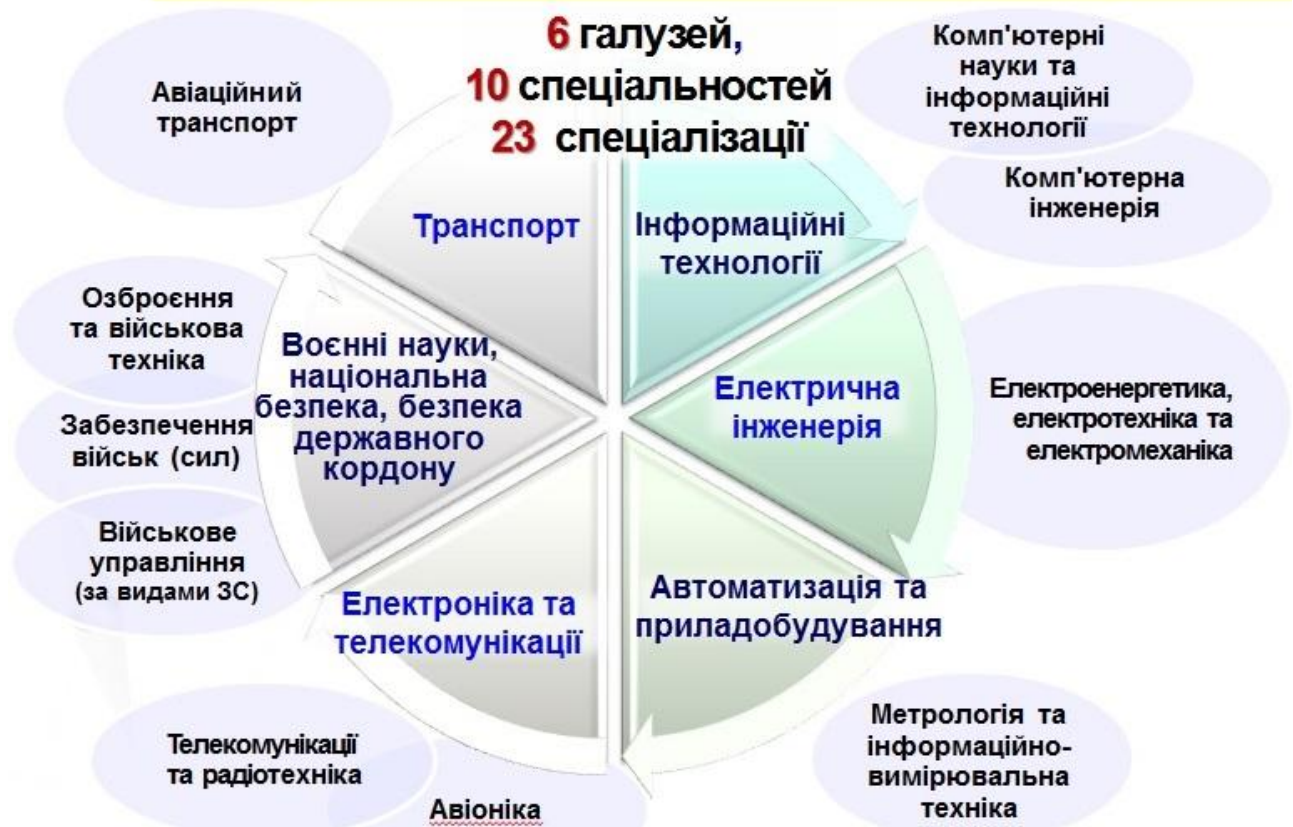 6 галузей,
10 спеціальностей
23 спеціалізації
Авіаційний
транспорт
Комп'ютерні
науки та
інформаційні
технології
Комп'ютерна
інженерія
Транспорт
Інформаційні
технології
Озброєння
та військова
техніка
Забезпечення
військ (сил)
Військове
управління
(за видами ЗС)
Воєнні науки,
національна
безпека, безпека
державного
кордону
Електрична
інженерія
Електроенергетика,
електротехніка та
електромеханіка
Електроніка та
телекомунікації
Автоматизація та
приладобудування
Телекомунікації
та радіотехніка
Авіоніка
Метрологія та
інформаційно-
вимірювальна
техніка